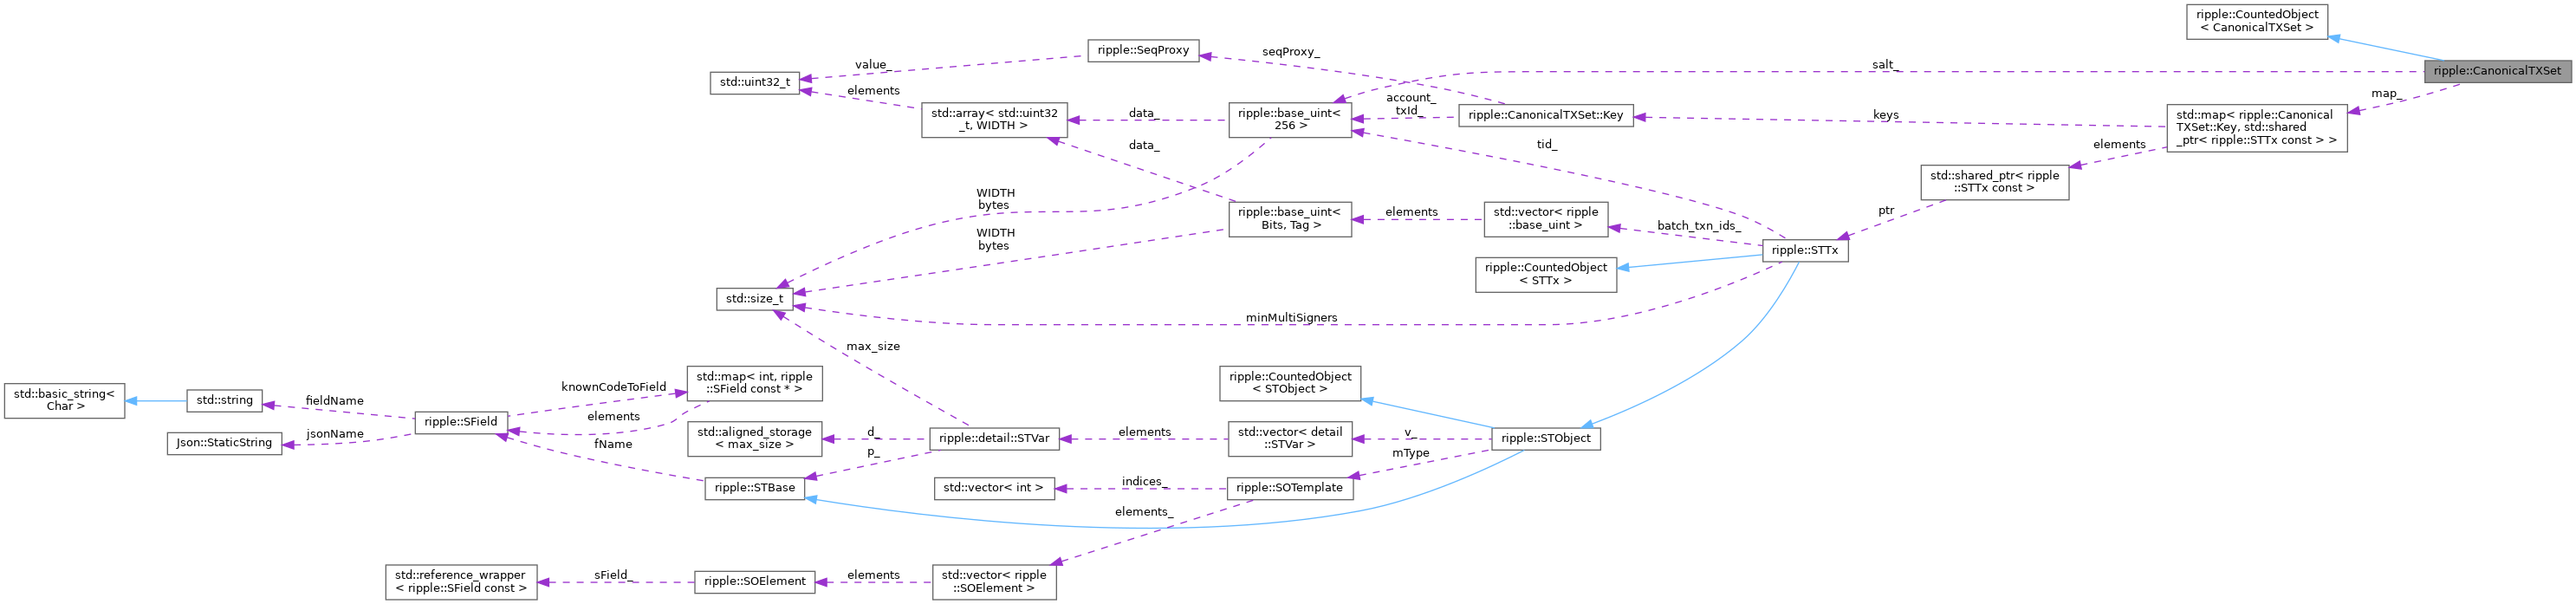 ripple::CountedObject
< CanonicalTXSet >
ripple::CanonicalTXSet
salt_
map_
ripple::SeqProxy
seqProxy_
value_
std::uint32_t
elements
std::array< std::uint32
_t, WIDTH >
data_
data_
ripple::base_uint<
256 >
account_
txId_
ripple::CanonicalTXSet::Key
keys
std::map< ripple::Canonical
TXSet::Key, std::shared
_ptr< ripple::STTx const > >
elements
std::shared_ptr< ripple
::STTx const >
ptr
tid_
WIDTH
bytes
ripple::base_uint<
Bits, Tag >
elements
std::vector< ripple
::base_uint >
batch_txn_ids_
ripple::STTx
WIDTH
bytes
ripple::CountedObject
< STTx >
std::size_t
minMultiSigners
max_size
std::basic_string<
Char >
std::string
fieldName
Json::StaticString
jsonName
ripple::SField
knownCodeToField
elements
fName
std::map< int, ripple
::SField const * >
std::aligned_storage
< max_size >
d_
p_
ripple::detail::STVar
elements
ripple::CountedObject
< STObject >
std::vector< detail
::STVar >
v_
mType
ripple::STObject
ripple::STBase
std::vector< int >
indices_
ripple::SOTemplate
elements_
std::reference_wrapper
< ripple::SField const >
sField_
ripple::SOElement
elements
std::vector< ripple
::SOElement >